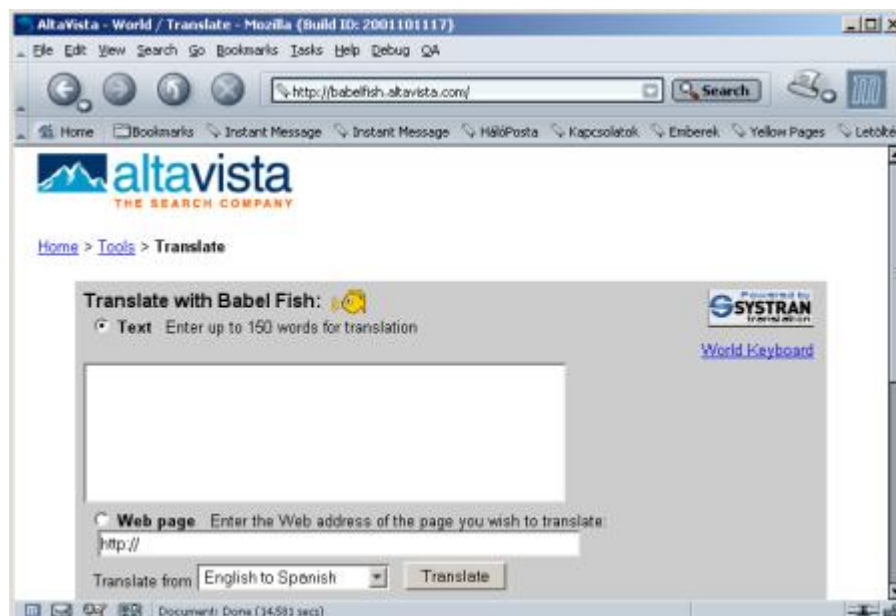 AltaVista - World / Translate - Mozilla {Build ID: 2001101117}
File Edit View Search Go Bookmarks Tasks Help Debug QA
http://babelfish.altavista.com/ Search
Home Bookmarks Instant Message Instant Message HálóPosta Kapcsolatok Emberek Yellow Pages
altavista
THE SEARCH COMPANY
Home > Tools > Translate
Translate with Babel Fish:
Powered by
SYSTRAN
translation
Text Enter up to 150 words for translation
World Keyboard
Web page Enter the Web address of the page you wish to translate:
http://
Translate from English to Spanish Translate
Document: Done (14.581 secs)